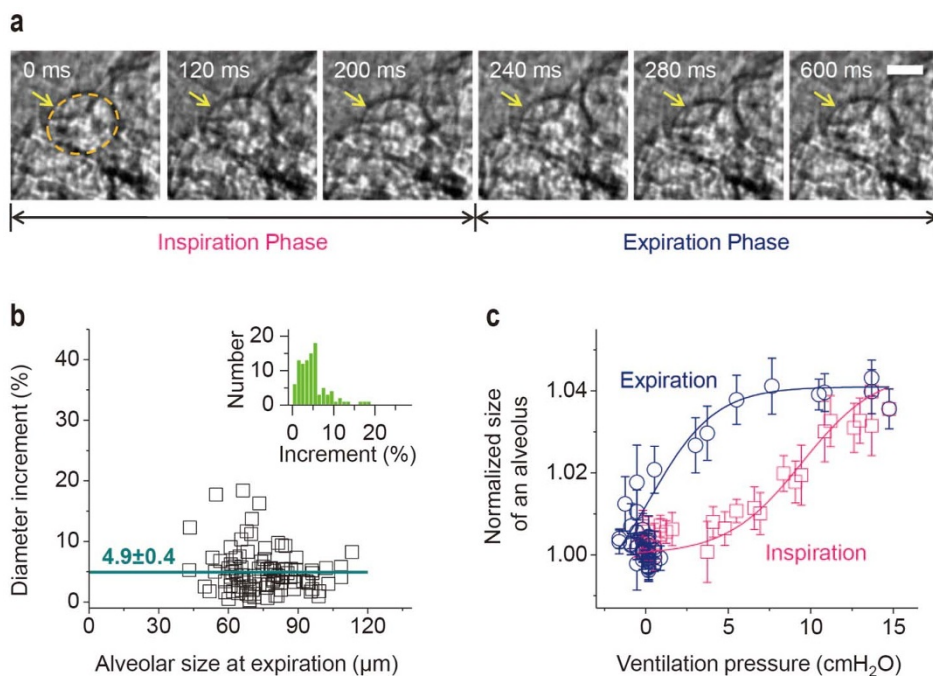 a
0 ms
120 ms
200 ms
240 ms
280 ms
600 ms
Inspiration Phase
Expiration Phase
b
Diameter increment (%)
40
30
20
10
0
0
30
60
90
120
Alveolar size at expiration (μm)
4.9±0.4
Number
20
10
0
0
10
20
Increment (%)
c
Normalized size
of an alveolus
1.04
1.02
1.00
Expiration
Inspiration
0
5
10
15
Ventilation pressure (cmH₂O)